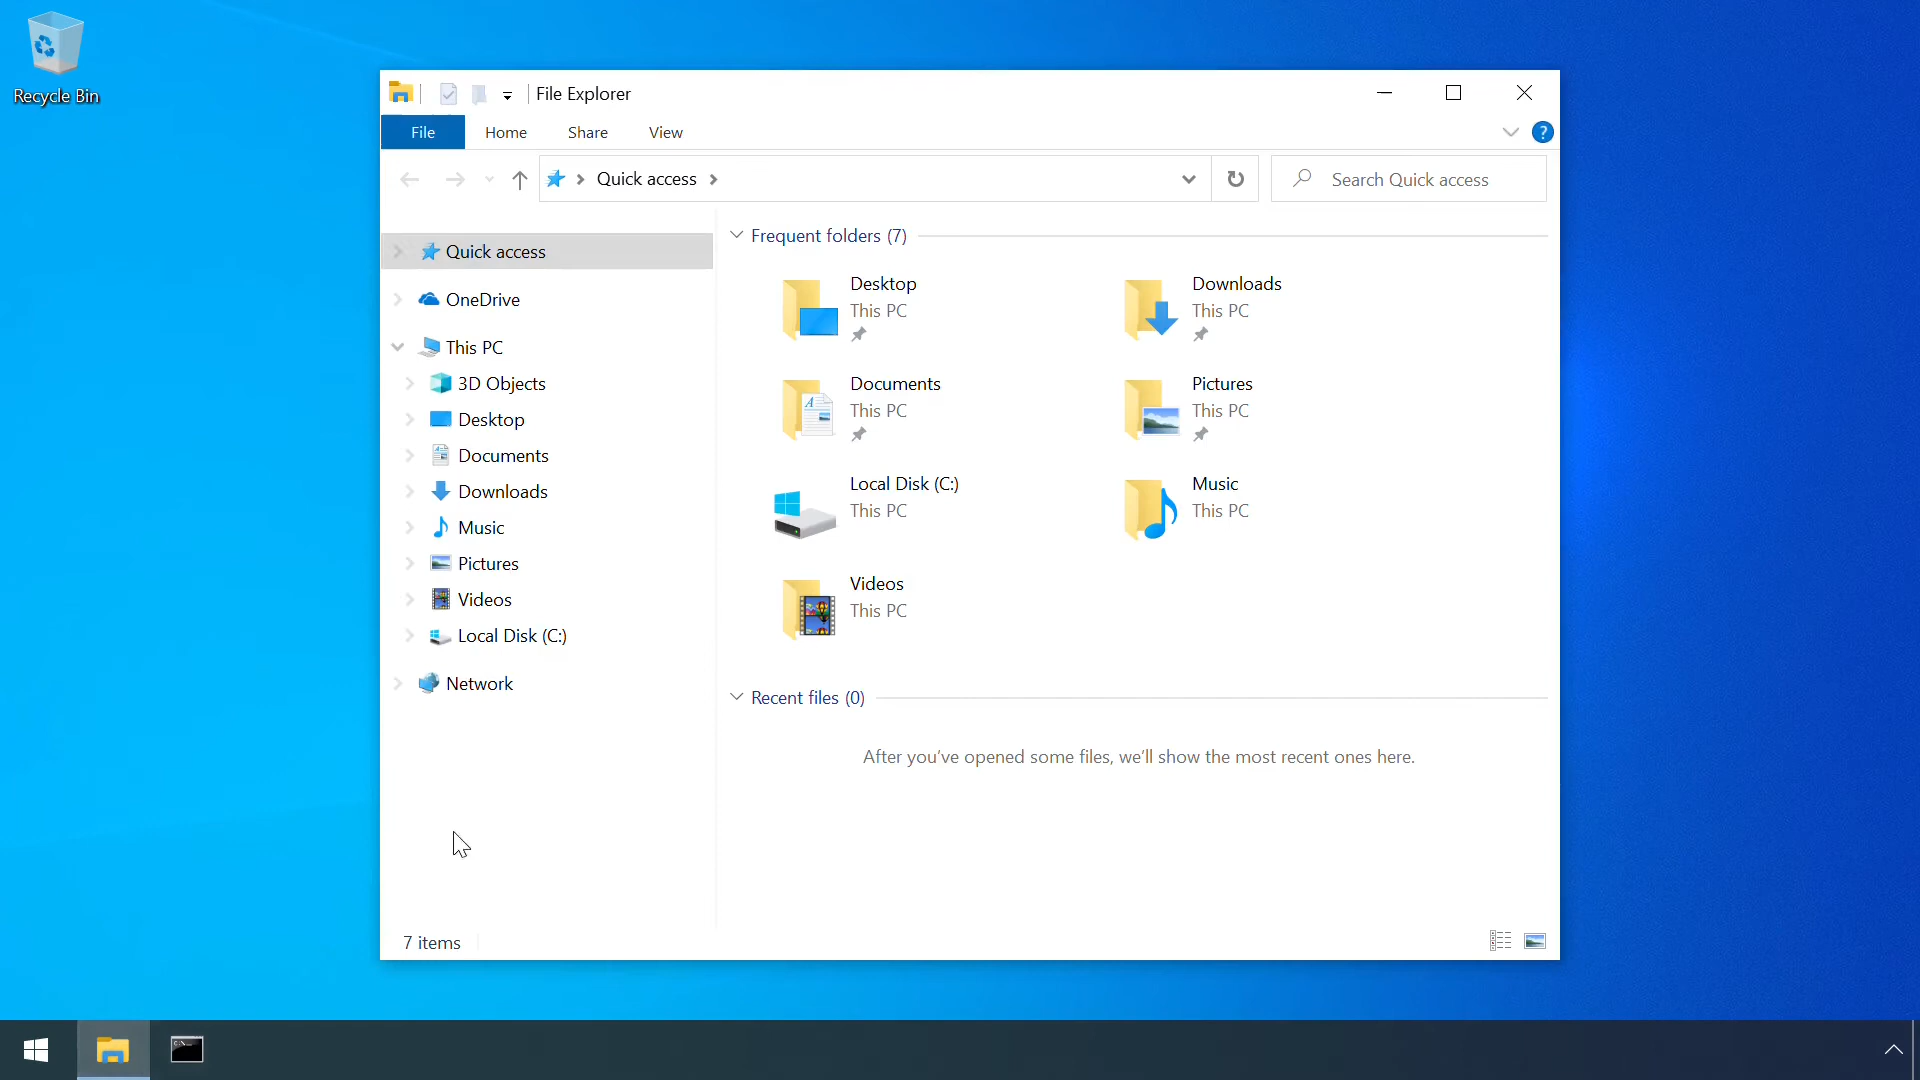 Recycle Bin
File Explorer
File
Home
Share
View
?
Quick access
Search Quick access
Quick access
OneDrive
This PC
3D Objects
Desktop
Documents
Downloads
Music
Pictures
Videos
Local Disk (C:)
Network
Frequent folders (7)
Desktop
This PC
Downloads
This PC
Documents
This PC
Pictures
This PC
Local Disk (C:)
This PC
Music
This PC
Videos
This PC
Recent files (0)
After you've opened some files, we'll show the most recent ones here.
7 items